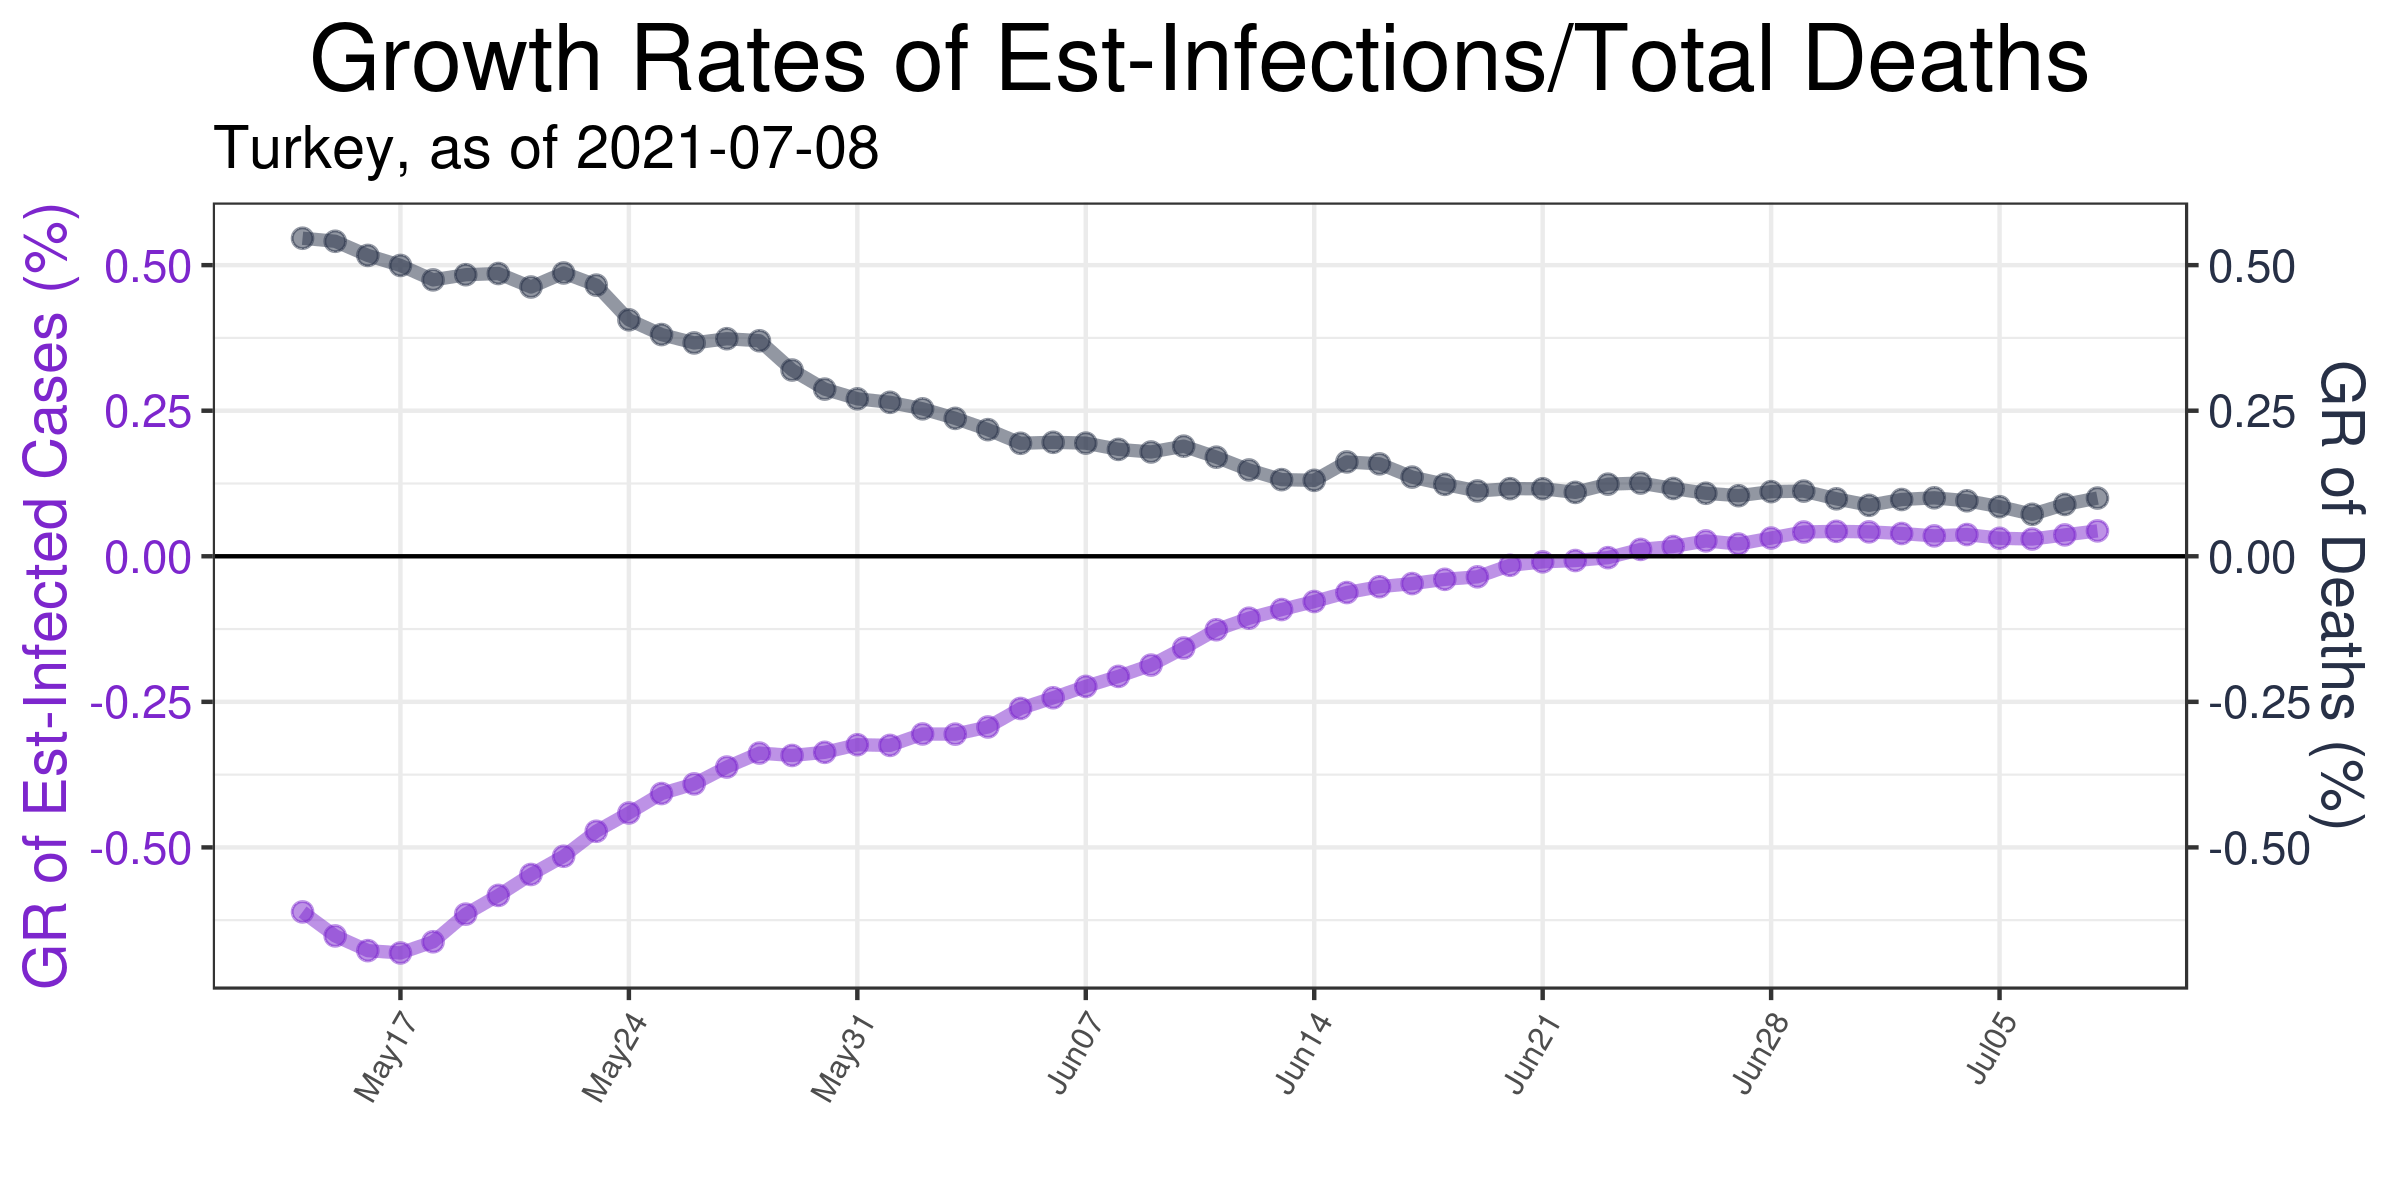 Growth Rates of Est-Infections/Total Deaths
Turkey, as of 2021-07-08
GR of Est-Infected Cases (%)
0.50
0.25
0.00
-0.25
-0.50
0.50
0.25
0.00
-0.25
-0.50
GR of Deaths (%)
May17
May24
May31
Jun07
Jun14
Jun21
Jun28
Jul05